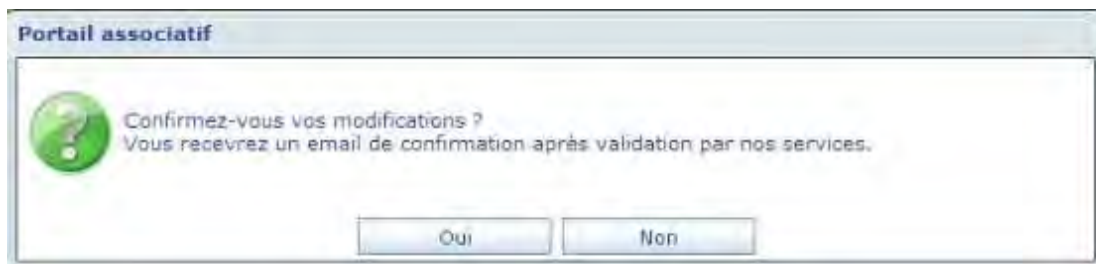 Portail associatif
Confirmez-vous vos modifications ?
Vous recevrez un email de confirmation après validation par nos services.
Oui
Non